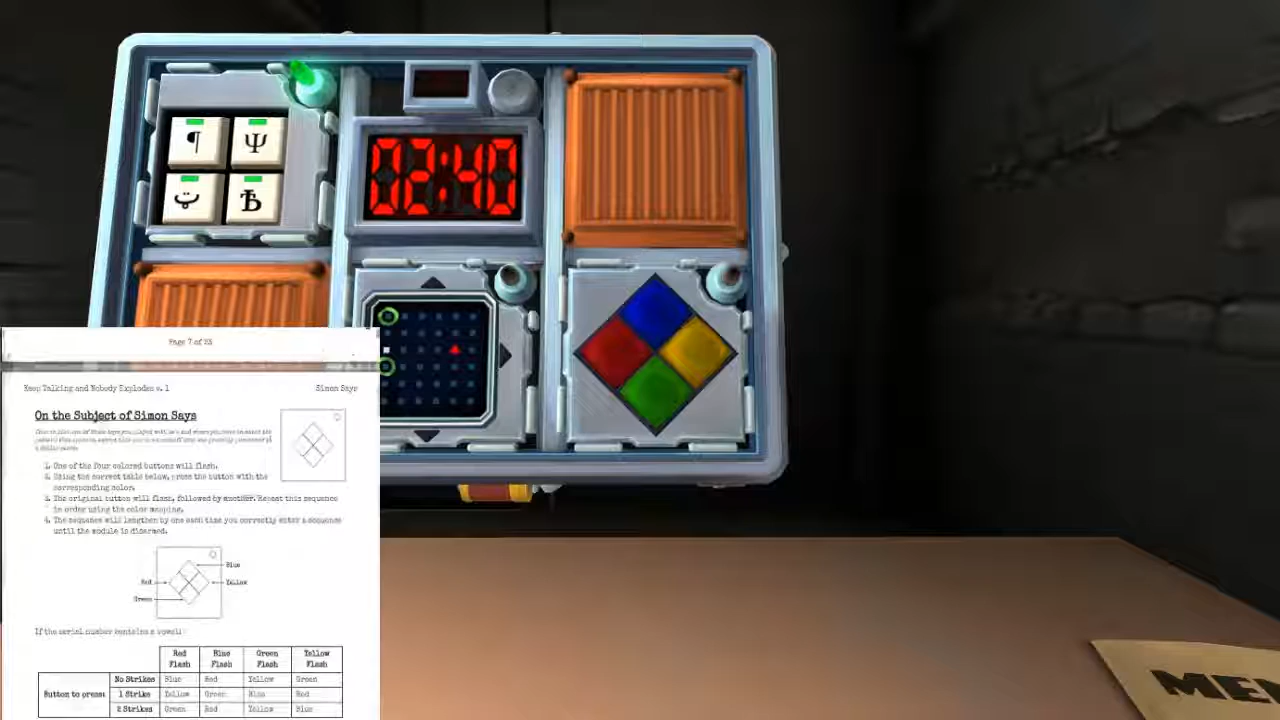 ¶ Ψ
Ѣ
02:40
Page 7 of 23
Keep Talking and Nobody Explodes v. 1
Simon Says
On the Subject of Simon Says
1. One of the four colored buttons will flash.
2. Using the correct table below, press the button with the
corresponding color.
3. The original button will flash, followed by another. Repeat this sequence
in order using the color mapping.
4. The sequence will lengthen by one each time you correctly enter a sequence
until the module is disarmed.
Blue
Red
Yellow
Green
If the serial number contains a vowel:
Red Flash Blue Flash Green Flash Yellow Flash
Button to press:
No Strikes Blue Red Yellow Green
1 Strike Yellow Green Blue Red
2 Strikes Green Red Yellow Blue